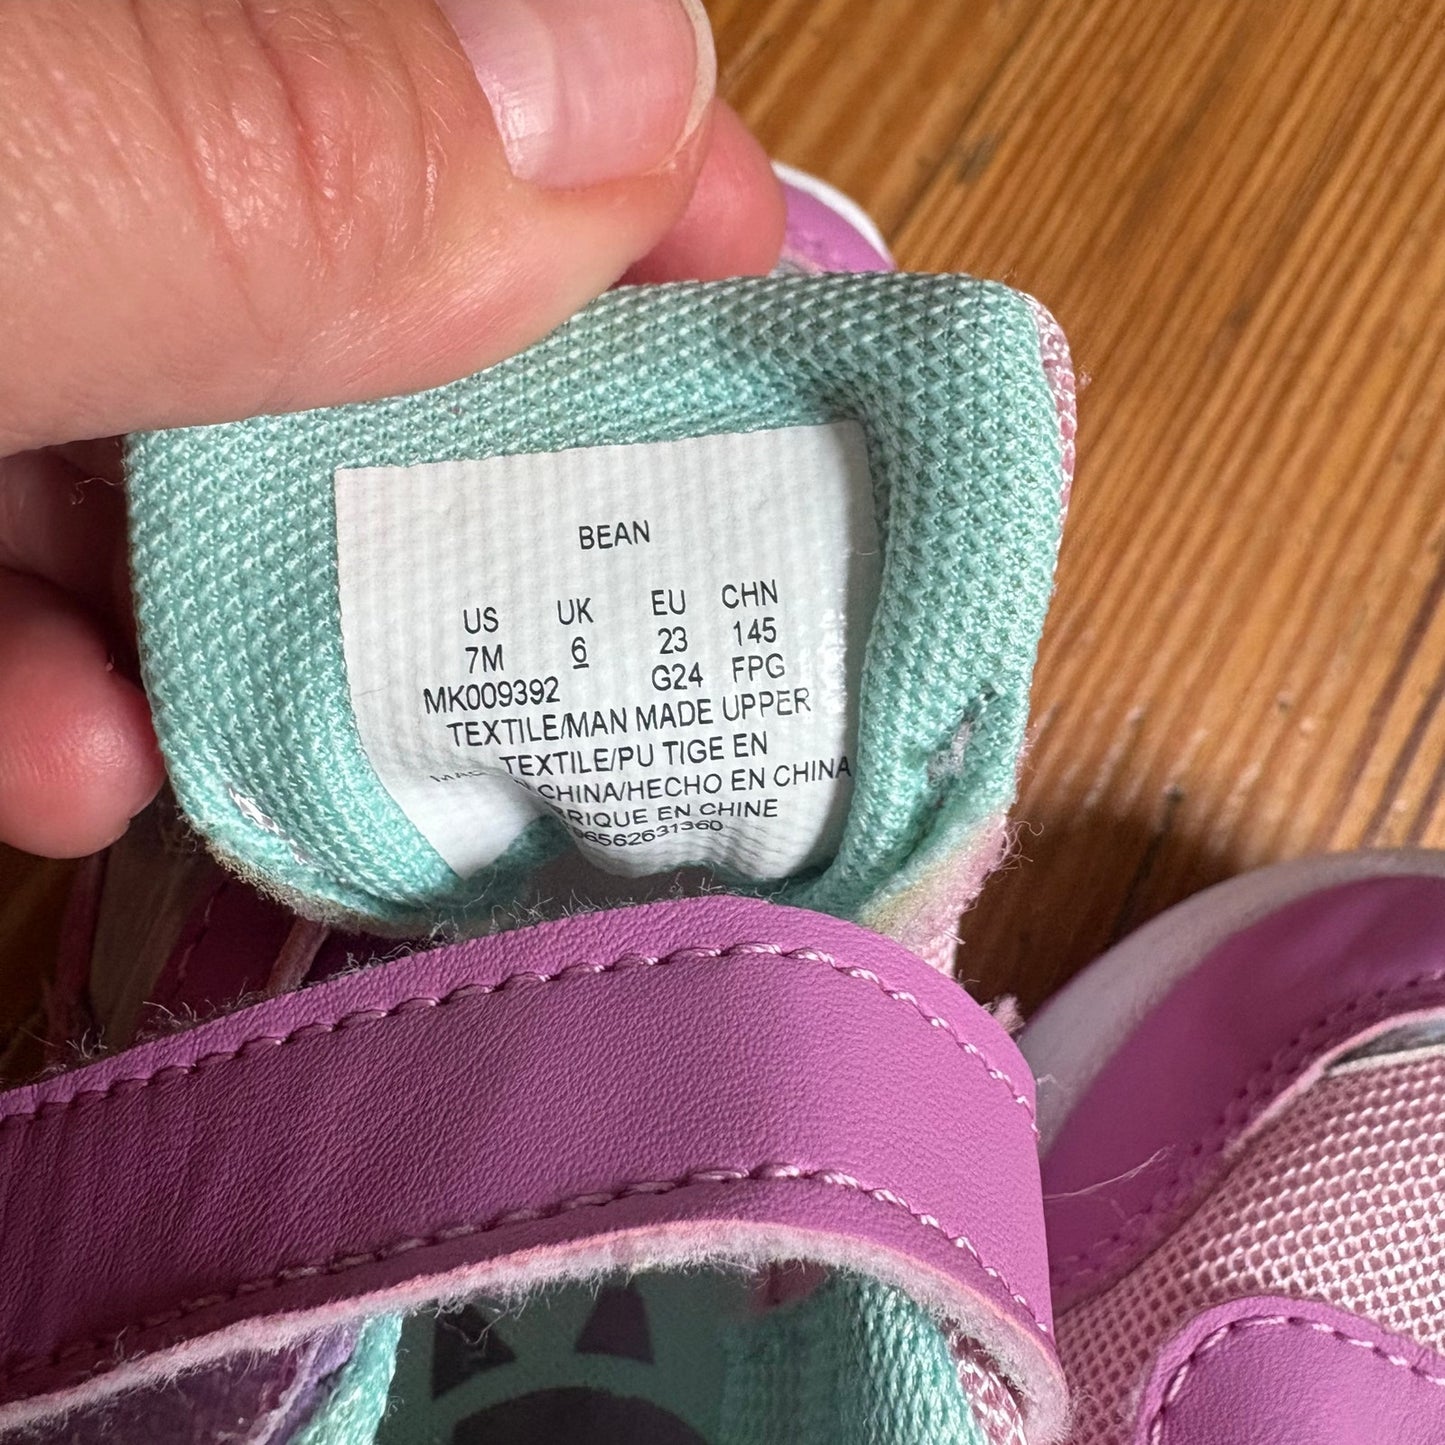 BEAN
US UK EU CHN
7M 6 23 145
MK009392 G24 FPG
TEXTILE/MAN MADE UPPER
TEXTILE/PU TIGE EN
CHINA/HECHO EN CHINA
EN CHINE